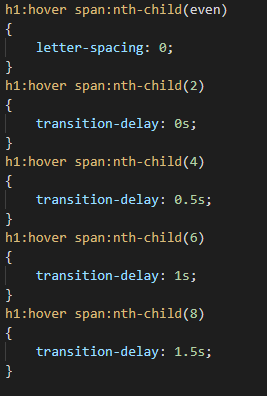 h1:hover span:nth-child(even)
{
    letter-spacing: 0;
}
h1:hover span:nth-child(2)
{
    transition-delay: 0s;
}
h1:hover span:nth-child(4)
{
    transition-delay: 0.5s;
}
h1:hover span:nth-child(6)
{
    transition-delay: 1s;
}
h1:hover span:nth-child(8)
{
    transition-delay: 1.5s;
}